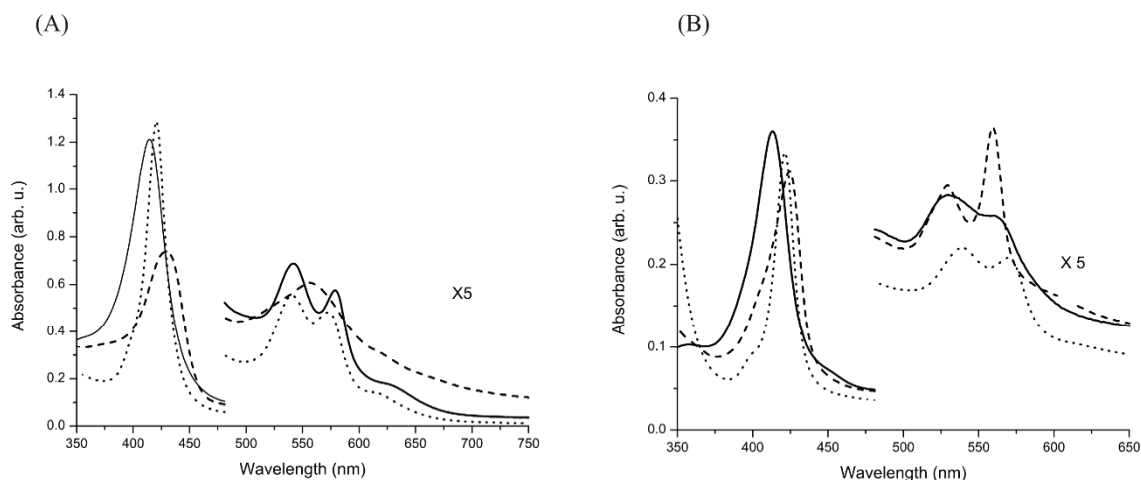 (A)
(B)
Absorbance (arb. u.)
1.4
1.2
1.0
0.8
0.6
0.4
0.2
0.0
X5
350 400 450 500 550 600 650 700 750
Wavelength (nm)
Absorbance (arb. u.)
0.4
0.3
0.2
0.1
0.0
X 5
350 400 450 500 550 600 650
Wavelength (nm)